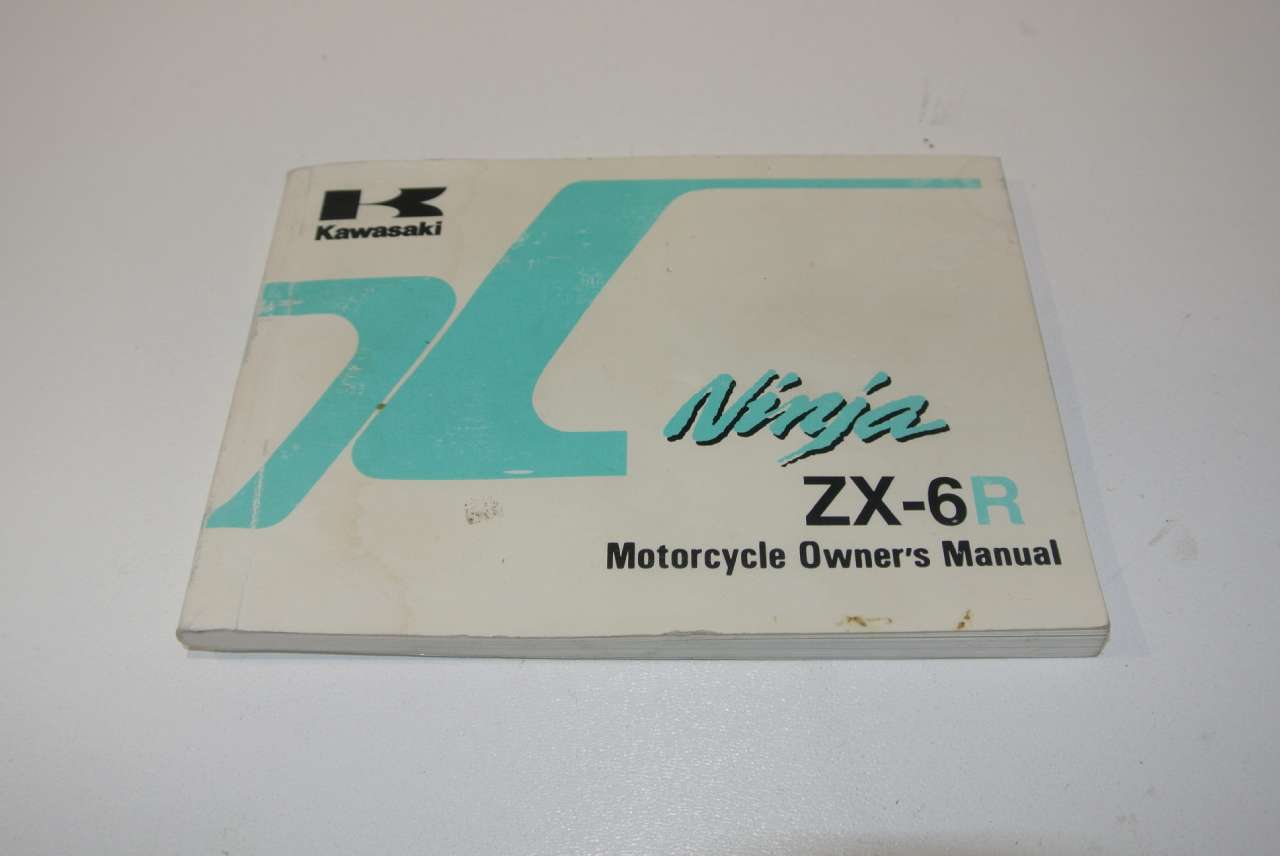 Kawasaki
Ninja
ZX-6R
Motorcycle Owner's Manual